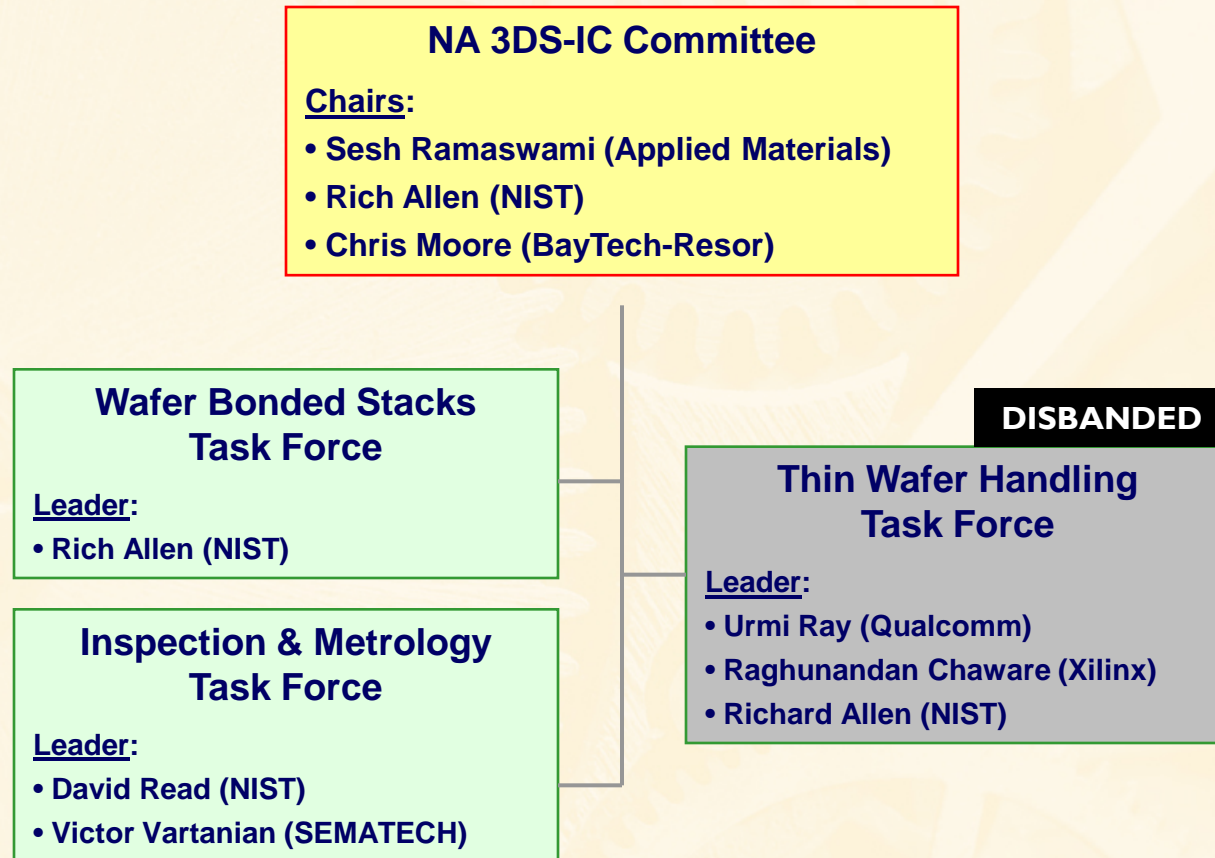 NA 3DS-IC Committee
Chairs:
• Sesh Ramaswami (Applied Materials)
• Rich Allen (NIST)
• Chris Moore (BayTech-Resor)
Wafer Bonded Stacks
Task Force
Leader:
• Rich Allen (NIST)
DISBANDED
Thin Wafer Handling
Task Force
Leader:
• Urmi Ray (Qualcomm)
• Raghunandan Chaware (Xilinx)
• Richard Allen (NIST)
Inspection & Metrology
Task Force
Leader:
• David Read (NIST)
• Victor Vartanian (SEMATECH)